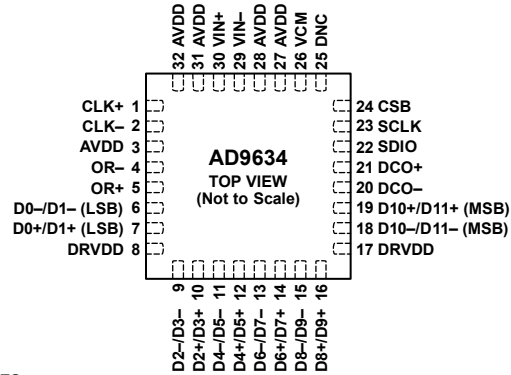 32 AVDD
31 AVDD
30 VIN+
29 VIN–
28 AVDD
27 AVDD
26 VCM
25 DNC
CLK+ 1
CLK– 2
AVDD 3
OR– 4
OR+ 5
D0–/D1– (LSB) 6
D0+/D1+ (LSB) 7
DRVDD 8
AD9634
TOP VIEW
(Not to Scale)
24 CSB
23 SCLK
22 SDIO
21 DCO+
20 DCO–
19 D10+/D11+ (MSB)
18 D10–/D11– (MSB)
17 DRVDD
D2–/D3– 9
D2+/D3+ 10
D4–/D5– 11
D4+/D5+ 12
D6–/D7– 13
D6+/D7+ 14
D8–/D9– 15
D8+/D9+ 16